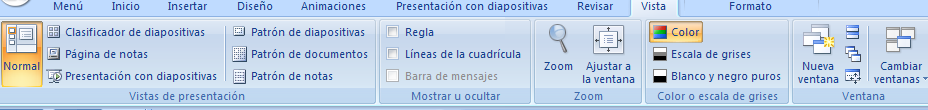 Menú Inicio Insertar Diseño Animaciones Presentación con diapositivas Revisar Vista Formato
Normal
Clasificador de diapositivas
Página de notas
Presentación con diapositivas
Patrón de diapositivas
Patrón de documentos
Patrón de notas
Vistas de presentación
Regla
Líneas de la cuadrícula
Barra de mensajes
Mostrar u ocultar
Zoom
Ajustar a
la ventana
Zoom
Color
Escala de grises
Blanco y negro puros
Color o escala de grises
Nueva
ventana
Cambiar
ventanas
Ventana